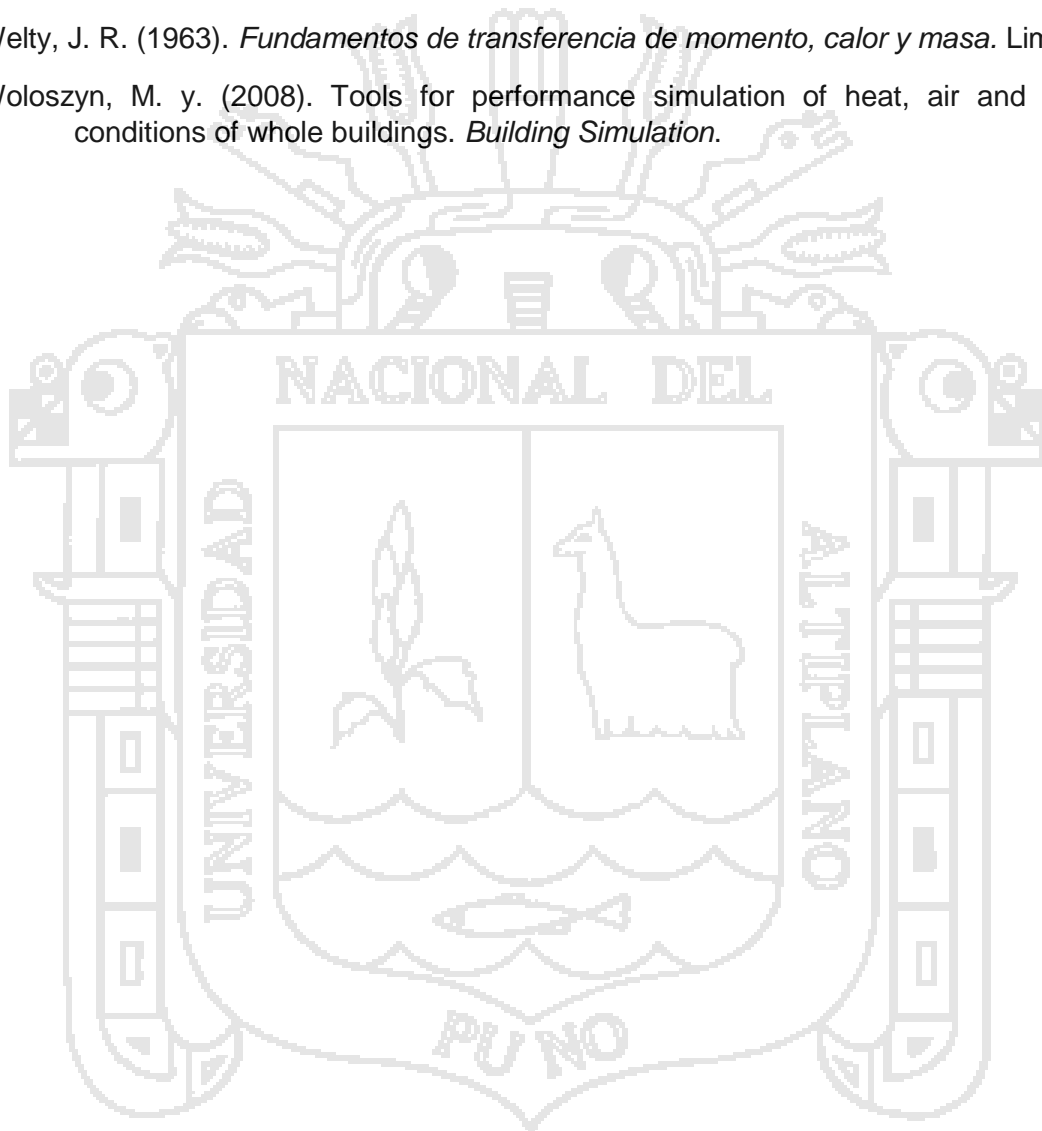 Welty, J. R. (1963). Fundamentos de transferencia de momento, calor y masa. Lim
Woloszyn, M. y. (2008). Tools for performance simulation of heat, air and
conditions of whole buildings. Building Simulation.
NACIONAL DEL
UNIVERSIDAD
ALTIPLANO
PUNO